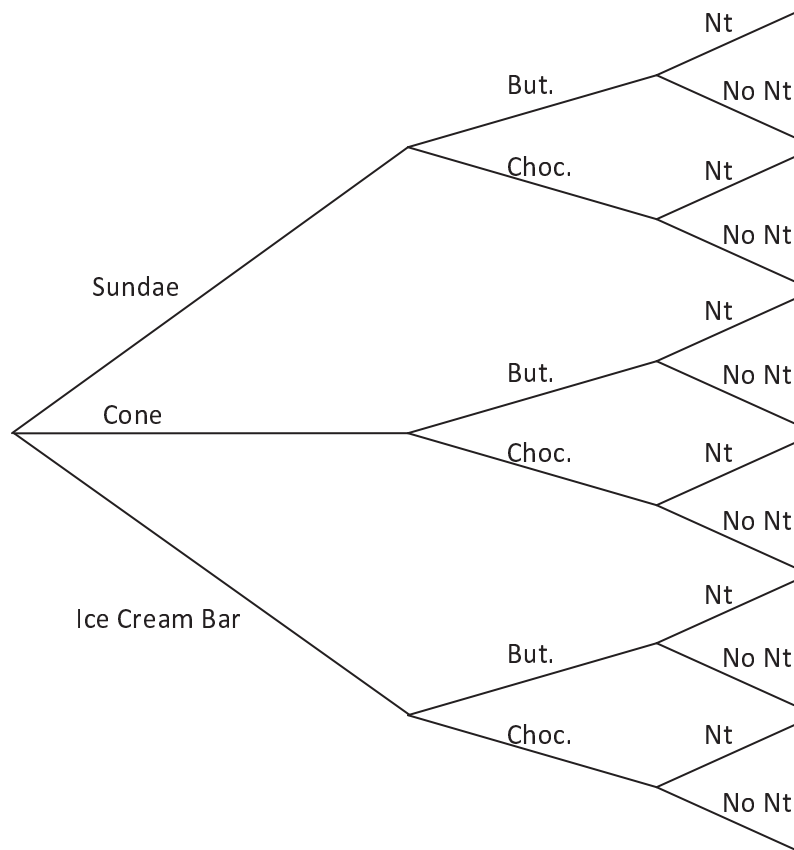 Nt
But.
No Nt
Choc.
Nt
No Nt
Sundae
Nt
But.
No Nt
Cone
Choc.
Nt
No Nt
Nt
Ice Cream Bar
But.
No Nt
Choc.
Nt
No Nt